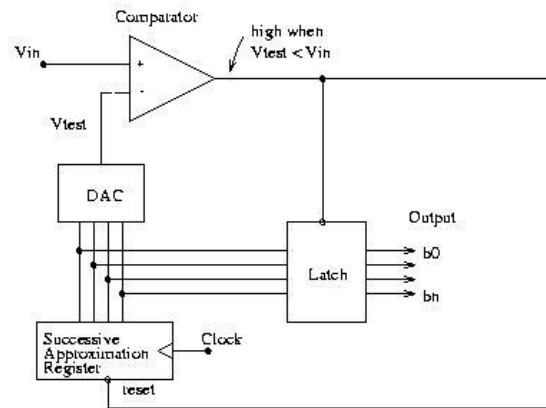 Comparator
high when
Vtest < Vin
Vin
+
-
Vtest
DAC
Output
b0
Latch
bn
Clock
Successive
Approximation
Register
reset